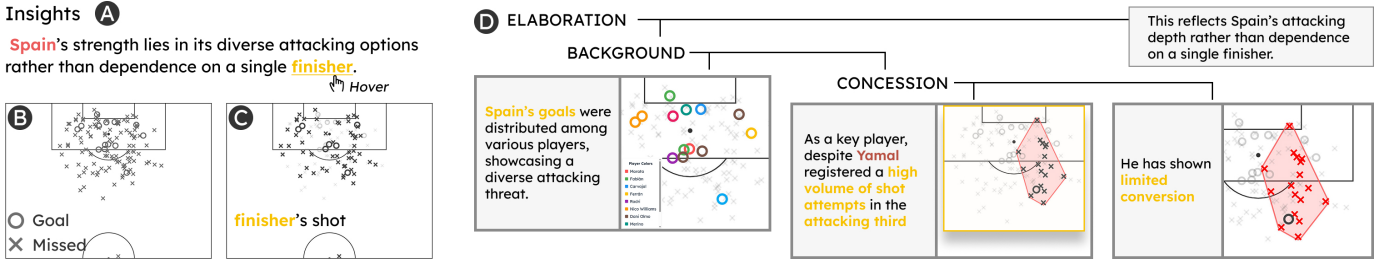 Insights A
Spain's strength lies in its diverse attacking options
rather than dependence on a single finisher.
Hover
B
Goal
Missed
C
finisher's shot
D ELABORATION
This reflects Spain's attacking
depth rather than dependence
on a single finisher.
BACKGROUND
CONCESSION
Spain's goals were
distributed among
various players,
showcasing a
diverse attacking
threat.
Player Colors
Morata
Fabián
Carvajal
Ferrán
Rodri
Nico Williams
Dani Olmo
Merino
As a key player,
despite Yamal
registered a high
volume of shot
attempts in the
attacking third
He has shown
limited
conversion